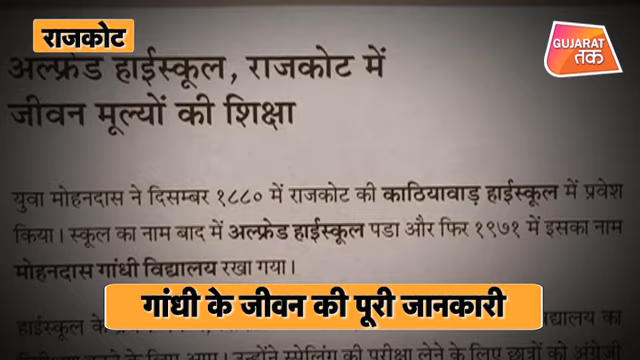 राजकोट
GUJARAT
तक
अल्फ्रेड हाईस्कूल, राजकोट में
जीवन मूल्यों की शिक्षा
युवा मोहनदास ने दिसम्बर १८८० में राजकोट की काठियावाड़ हाईस्कूल में प्रवेश
किया। स्कूल का नाम बाद में अल्फ्रेड हाईस्कूल पडा और फिर १९७१ में इसका नाम
मोहनदास गांधी विद्यालय रखा गया।
गांधी के जीवन की पूरी जानकारी
हाईस्कूल के